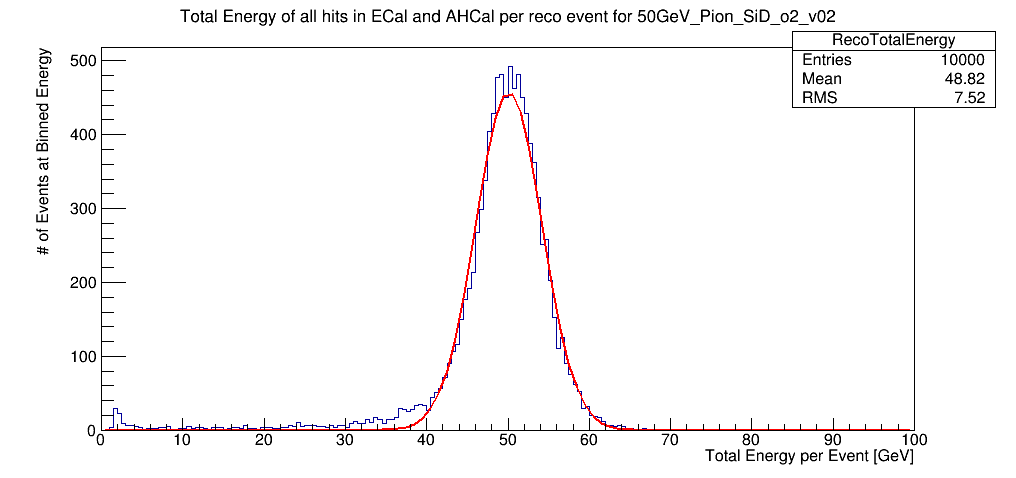 Total Energy of all hits in ECal and AHCal per reco event for 50GeV_Pion_SiD_o2_v02
RecoTotalEnergy
Entries 10000
Mean 48.82
RMS 7.52
# of Events at Binned Energy
500
400
300
200
100
0
0 10 20 30 40 50 60 70 80 90 100
Total Energy per Event [GeV]